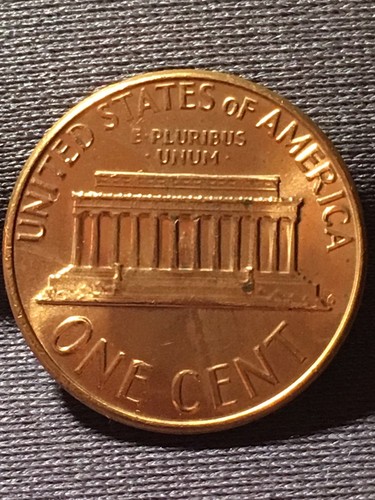 UNITED STATES oF AMERICA
E PLURIBUS
· UNUM ·
ONE CENT